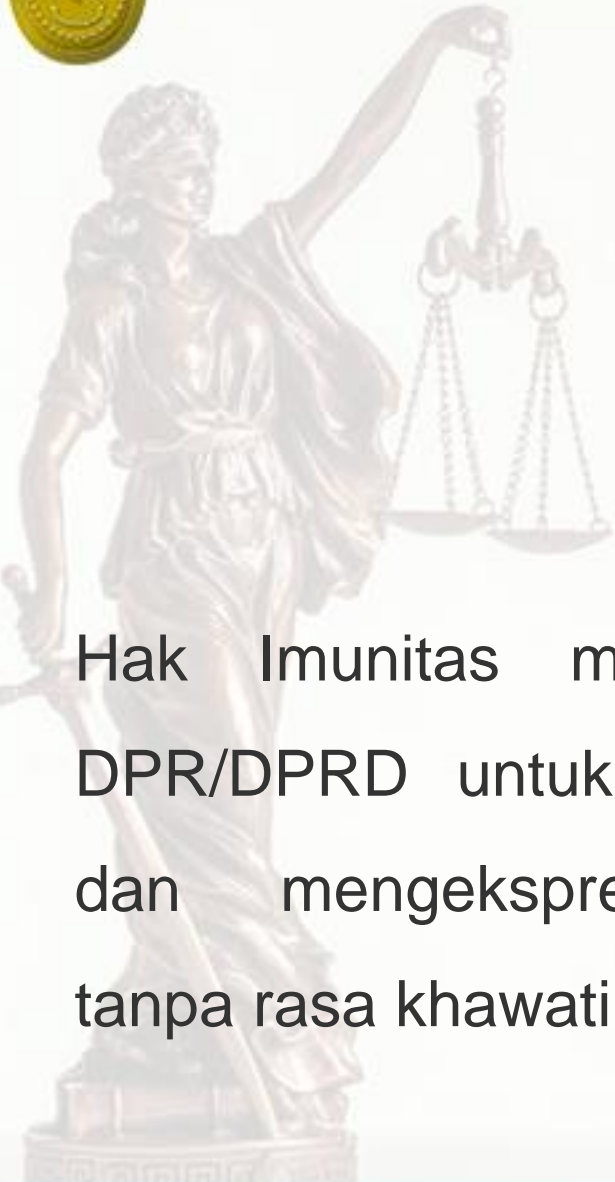 Hak Imunitas m
DPR/DPRD untuk
dan mengekspre
tanpa rasa khawati